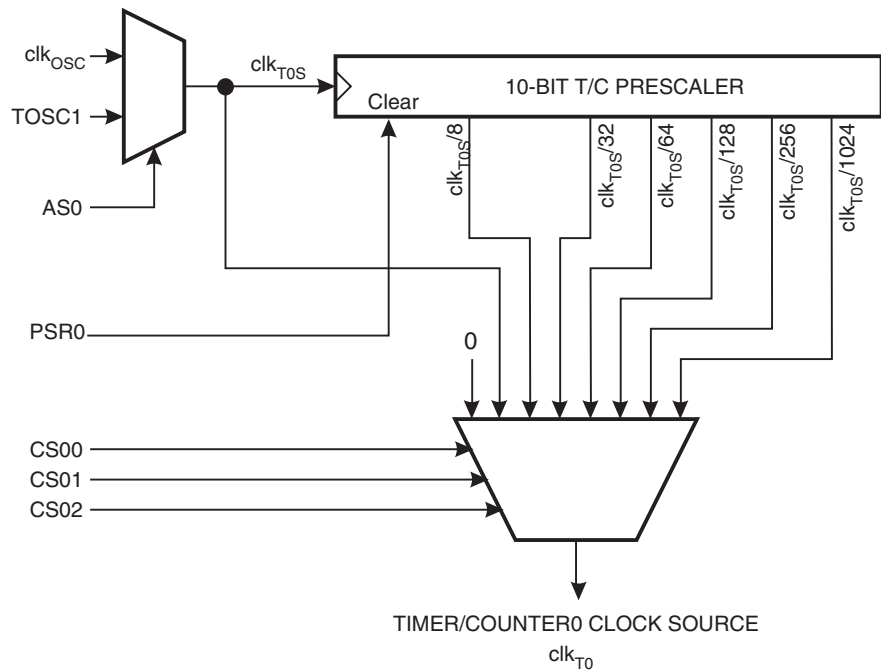 clkOSC
TOSC1
AS0
PSR0
clkT0S
10-BIT T/C PRESCALER
Clear
clkT0S/8
clkT0S/32
clkT0S/64
clkT0S/128
clkT0S/256
clkT0S/1024
0
CS00
CS01
CS02
TIMER/COUNTER0 CLOCK SOURCE
clkT0